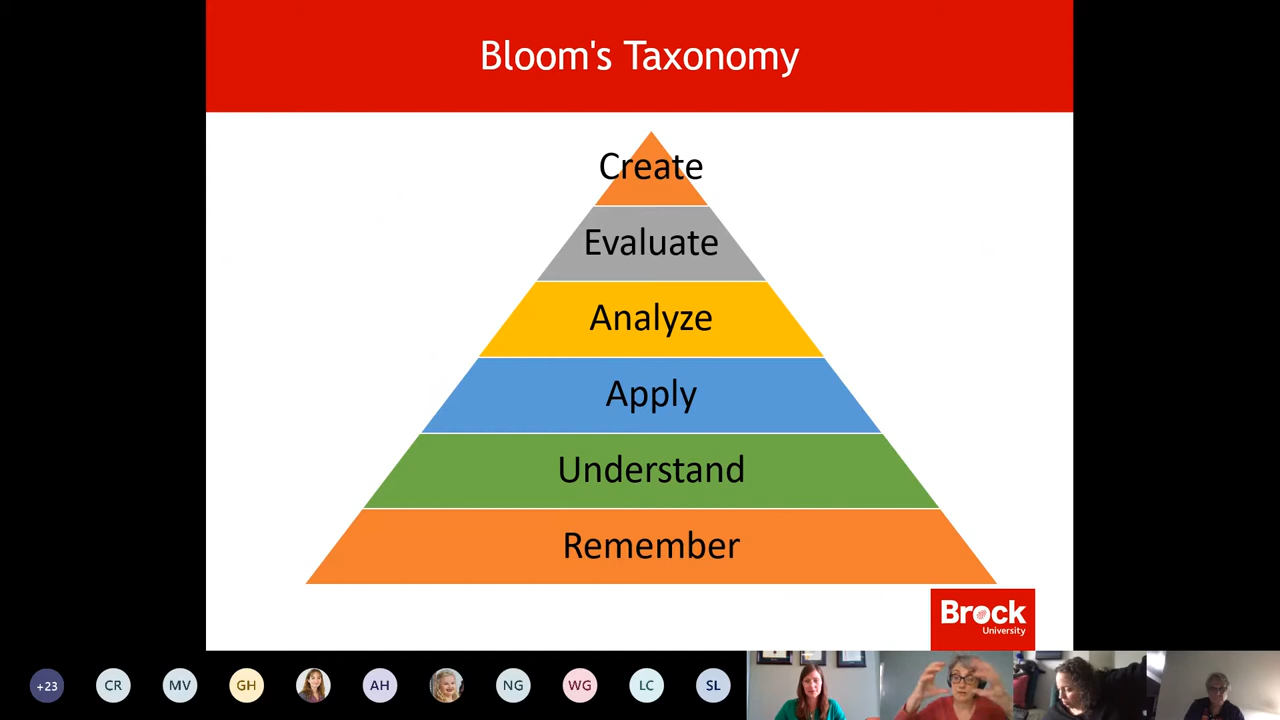 Bloom's Taxonomy
Create
Evaluate
Analyze
Apply
Understand
Remember
Brock
University
+23
CR
MV
GH
AH
NG
WG
LC
SL